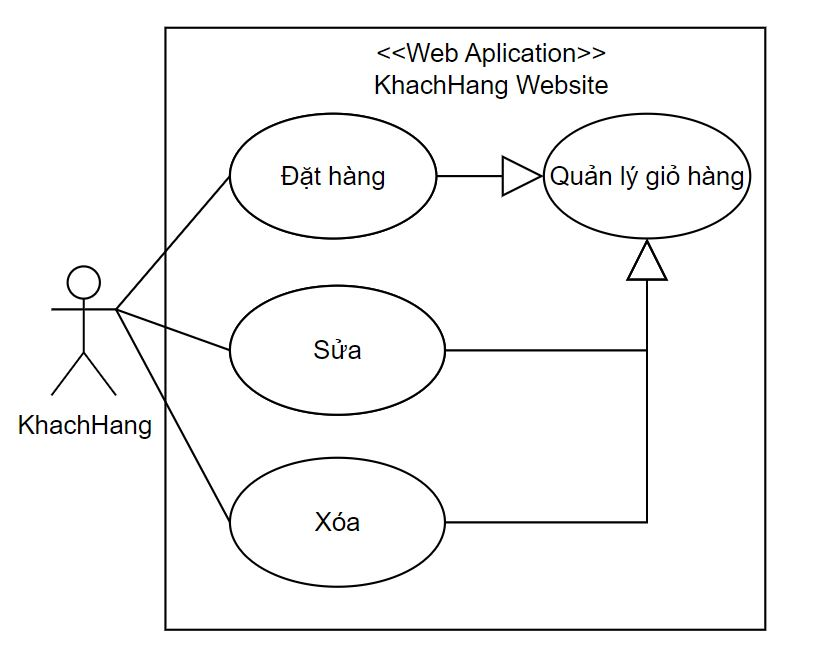 <<Web Aplication>>
KhachHang Website
Đặt hàng
Quản lý giỏ hàng
Sửa
KhachHang
Xóa